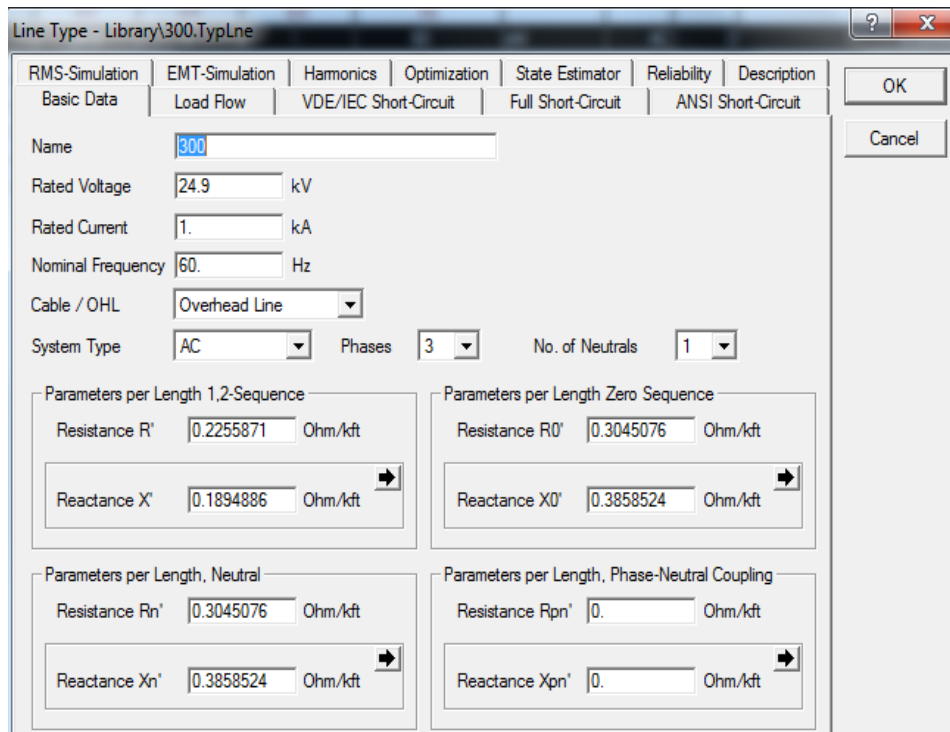 Line Type - Library\300.TypLne
?
X
RMS-Simulation EMT-Simulation Harmonics Optimization State Estimator Reliability Description
Basic Data Load Flow VDE/IEC Short-Circuit Full Short-Circuit ANSI Short-Circuit
OK
Cancel
Name 300
Rated Voltage 24.9 kV
Rated Current 1. kA
Nominal Frequency 60. Hz
Cable / OHL Overhead Line
System Type AC Phases 3 No. of Neutrals 1
Parameters per Length 1,2-Sequence
Resistance R' 0.2255871 Ohm/kft
Reactance X' 0.1894886 Ohm/kft
Parameters per Length Zero Sequence
Resistance R0' 0.3045076 Ohm/kft
Reactance X0' 0.3858524 Ohm/kft
Parameters per Length, Neutral
Resistance Rn' 0.3045076 Ohm/kft
Reactance Xn' 0.3858524 Ohm/kft
Parameters per Length, Phase-Neutral Coupling
Resistance Rpn' 0. Ohm/kft
Reactance Xpn' 0. Ohm/kft